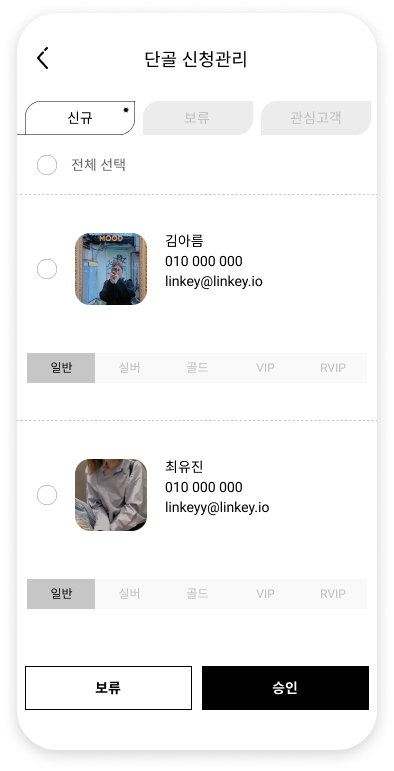 단골 신청관리
신규 *
보류
관심고객
전체 선택
MOOD
김아름
010 000 000
linkey@linkey.io
일반 실버 골드 VIP RVIP
최유진
010 000 000
linkeyy@linkey.io
일반 실버 골드 VIP RVIP
보류
승인